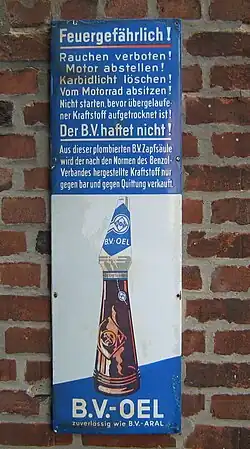 Feuergefährlich!
Rauchen verboten!
Motor abstellen!
Karbidlicht löschen!
Vom Motorrad absitzen!
Nicht starten, bevor übergelaufe-
ner Kraftstoff aufgetrocknet ist!
Der B.V. haftet nicht!
Aus dieser plombierten B.V. Zapfsäule
wird der nach den Normen des Benzol-
Verbandes hergestellte Kraftstoff nur
gegen bar und gegen Quittung verkauft.
B.V.-OEL
B.V.-OEL
zuverlässig wie B.V.-ARAL